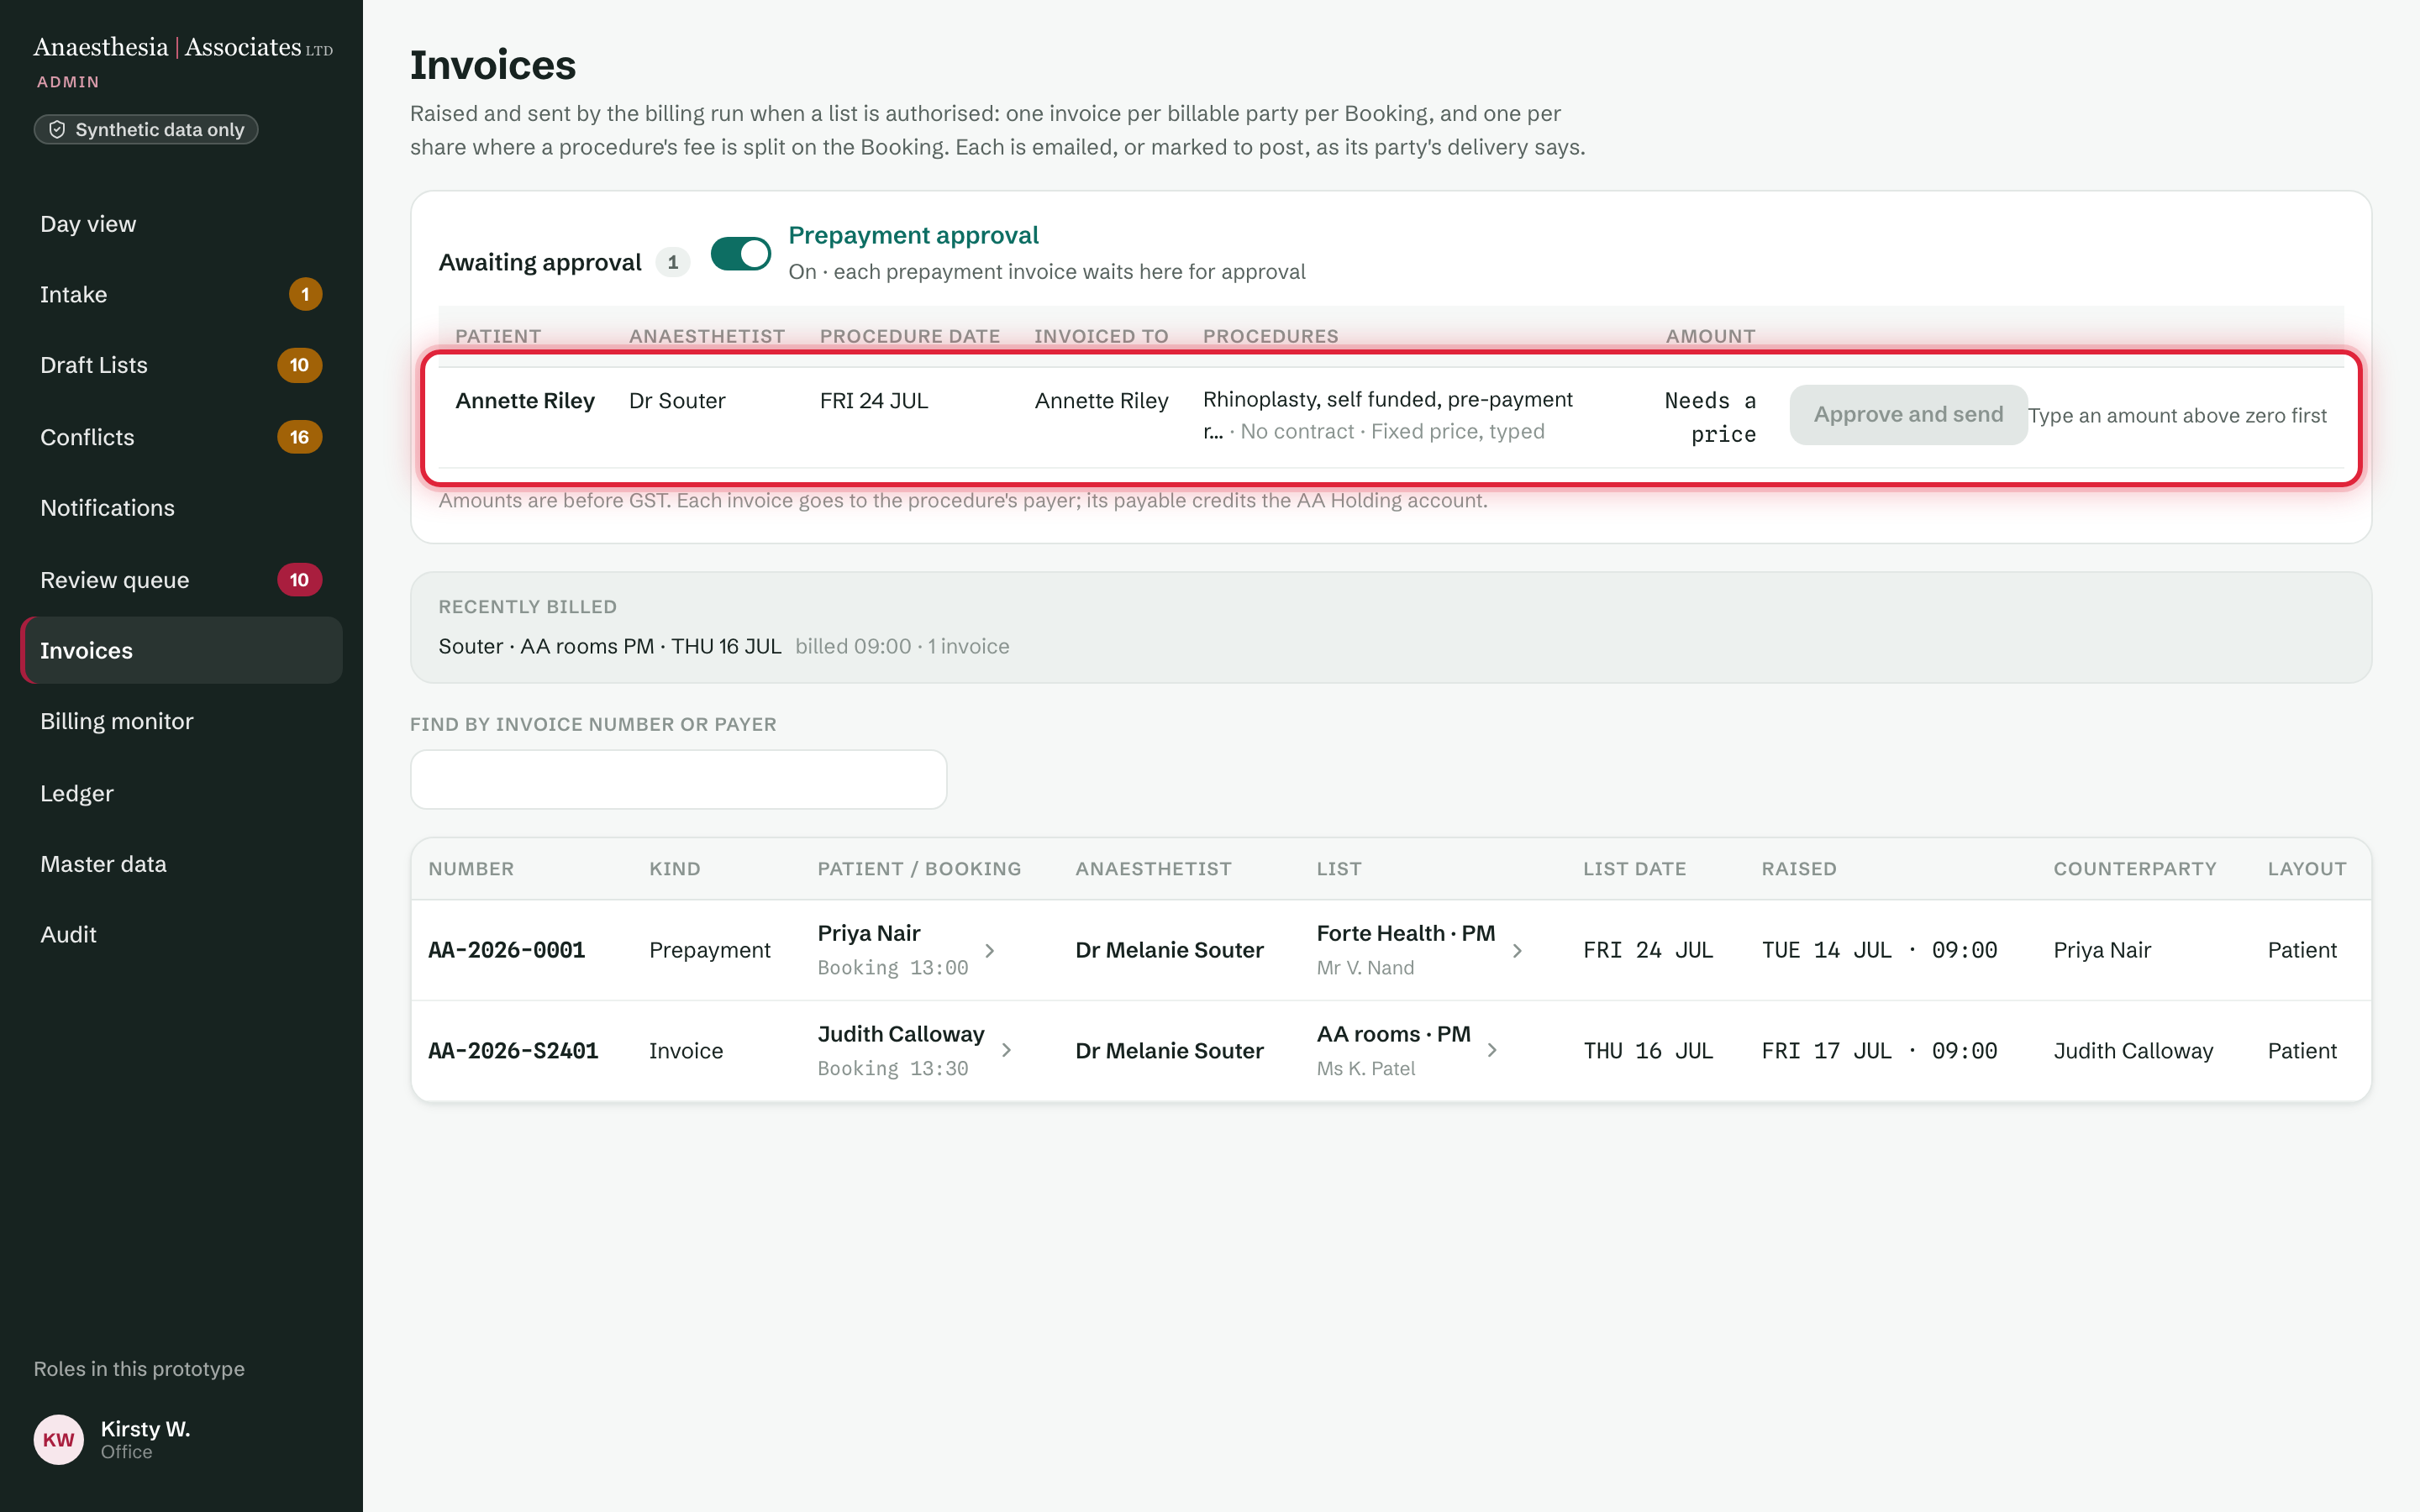 Anaesthesia | Associates LTD
ADMIN
Synthetic data only
Day view
Intake 1
Draft Lists 10
Conflicts 16
Notifications
Review queue 10
Invoices
Billing monitor
Ledger
Master data
Audit
Roles in this prototype
KW
Kirsty W.
Office
Invoices
Raised and sent by the billing run when a list is authorised: one invoice per billable party per Booking, and one per
share where a procedure's fee is split on the Booking. Each is emailed, or marked to post, as its party's delivery says.
Awaiting approval 1
Prepayment approval
On · each prepayment invoice waits here for approval
PATIENT ANAESTHETIST PROCEDURE DATE INVOICED TO PROCEDURES AMOUNT
Annette Riley Dr Souter FRI 24 JUL Annette Riley Rhinoplasty, self funded, pre-payment Needs a Approve and send Type an amount above zero first
r... · No contract · Fixed price, typed price
Amounts are before GST. Each invoice goes to the procedure's payer; its payable credits the AA Holding account.
RECENTLY BILLED
Souter · AA rooms PM · THU 16 JUL billed 09:00 · 1 invoice
FIND BY INVOICE NUMBER OR PAYER
NUMBER KIND PATIENT / BOOKING ANAESTHETIST LIST LIST DATE RAISED COUNTERPARTY LAYOUT
AA-2026-0001 Prepayment Priya Nair Dr Melanie Souter Forte Health · PM FRI 24 JUL TUE 14 JUL · 09:00 Priya Nair Patient
Booking 13:00 Mr V. Nand
AA-2026-S2401 Invoice Judith Calloway Dr Melanie Souter AA rooms · PM THU 16 JUL FRI 17 JUL · 09:00 Judith Calloway Patient
Booking 13:30 Ms K. Patel